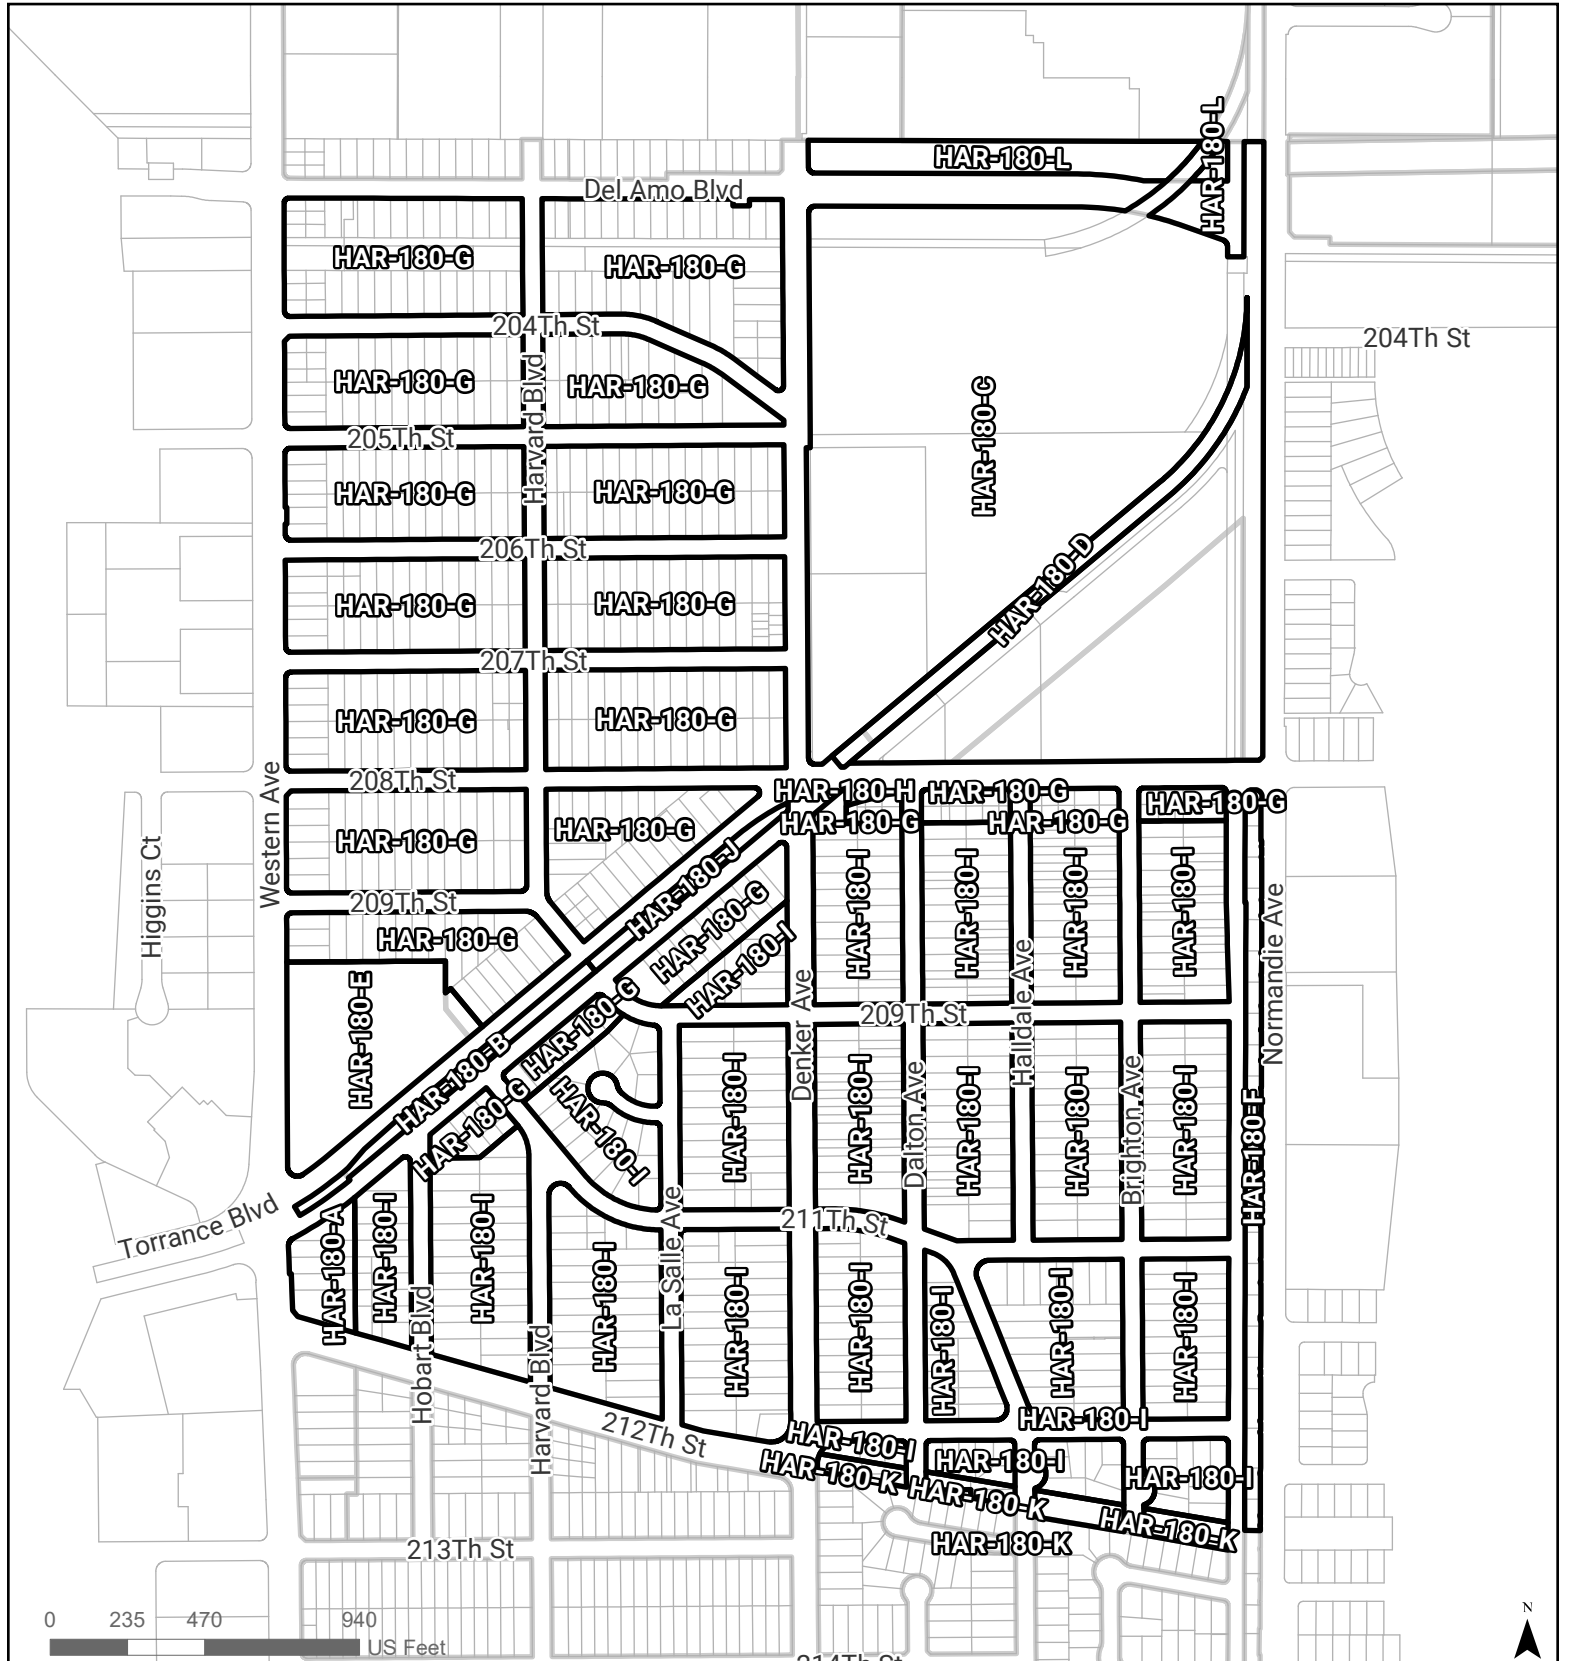 HAR-180-L
HAR-180-L
Del Amo Blvd
HAR-180-G
HAR-180-G
204Th St
204Th St
HAR-180-G
HAR-180-G
Harvard Blvd
HAR-180-C
205Th St
HAR-180-G
HAR-180-G
206Th St
HAR-180-D
HAR-180-G
HAR-180-G
207Th St
HAR-180-G
HAR-180-G
208Th St
Western Ave
HAR-180-H
HAR-180-G
HAR-180-G
HAR-180-G
HAR-180-G
HAR-180-G
HAR-180-G
HAR-180-J
Higgins Ct
209Th St
HAR-180-G
HAR-180-G
HAR-180-I
HAR-180-I
HAR-180-I
HAR-180-I
HAR-180-I
HAR-180-E
HAR-180-G
Denker Ave
209Th St
Halldale Ave
Normandie Ave
HAR-180-B
HAR-180-G
HAR-180-I
HAR-180-I
HAR-180-I
Dalton Ave
HAR-180-I
HAR-180-I
Brighton Ave
HAR-180-I
HAR-180-F
Torrance Blvd
HAR-180-A
HAR-180-I
HAR-180-I
HAR-180-I
La Salle Ave
211Th St
HAR-180-I
HAR-180-I
HAR-180-I
HAR-180-I
HAR-180-I
Hobart Blvd
Harvard Blvd
212Th St
HAR-180-I
HAR-180-I
HAR-180-I
HAR-180-I
HAR-180-K
HAR-180-K
HAR-180-K
HAR-180-K
213Th St
0 235 470 940
US Feet
214Th St
N